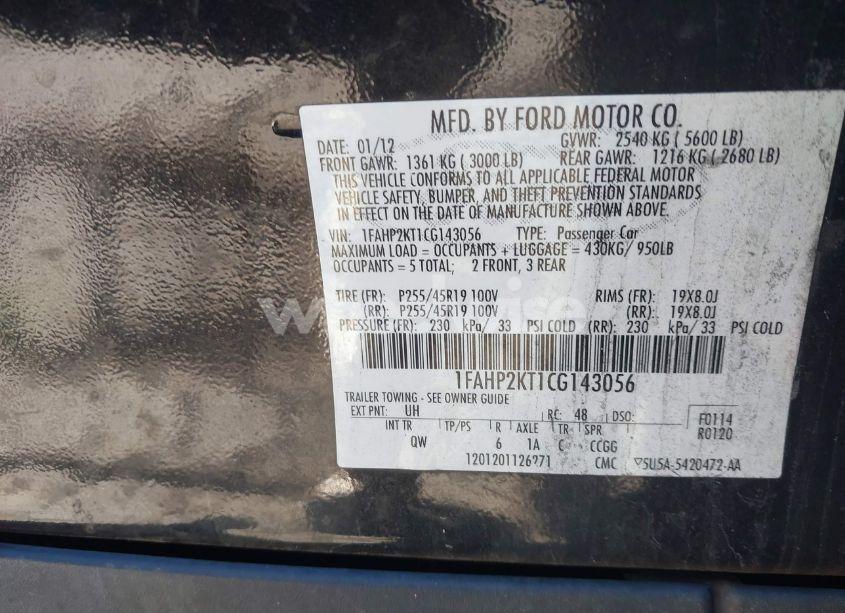 MFD. BY FORD MOTOR CO.
DATE: 01/12 GVWR: 2540 KG ( 5600 LB)
FRONT GAWR: 1361 KG ( 3000 LB) REAR GAWR: 1216 KG ( 2680 LB)
THIS VEHICLE CONFORMS TO ALL APPLICABLE FEDERAL MOTOR
VEHICLE SAFETY, BUMPER, AND THEFT PREVENTION STANDARDS
IN EFFECT ON THE DATE OF MANUFACTURE SHOWN ABOVE.
VIN: 1FAHP2KT1CG143056 TYPE: Passenger Car
MAXIMUM LOAD = OCCUPANTS + LUGGAGE = 430KG/ 950LB
OCCUPANTS = 5 TOTAL; 2 FRONT, 3 REAR
TIRE (FR): P255/45R19 100V RIMS (FR): 19X8.0J
(RR): P255/45R19 100V (RR): 19X8.0J
PRESSURE (FR): 230 kPa/ 33 PSI COLD (RR): 230 kPa/ 33 PSI COLD
1FAHP2KT1CG143056
TRAILER TOWING - SEE OWNER GUIDE
EXT PNT: UH RC: 48 DSO: F0114
INT TR TP/PS R AXLE TR SPR R0120
QW 6 1A C CCGG
1201201126971 CMC 5U5A-5420472-AA